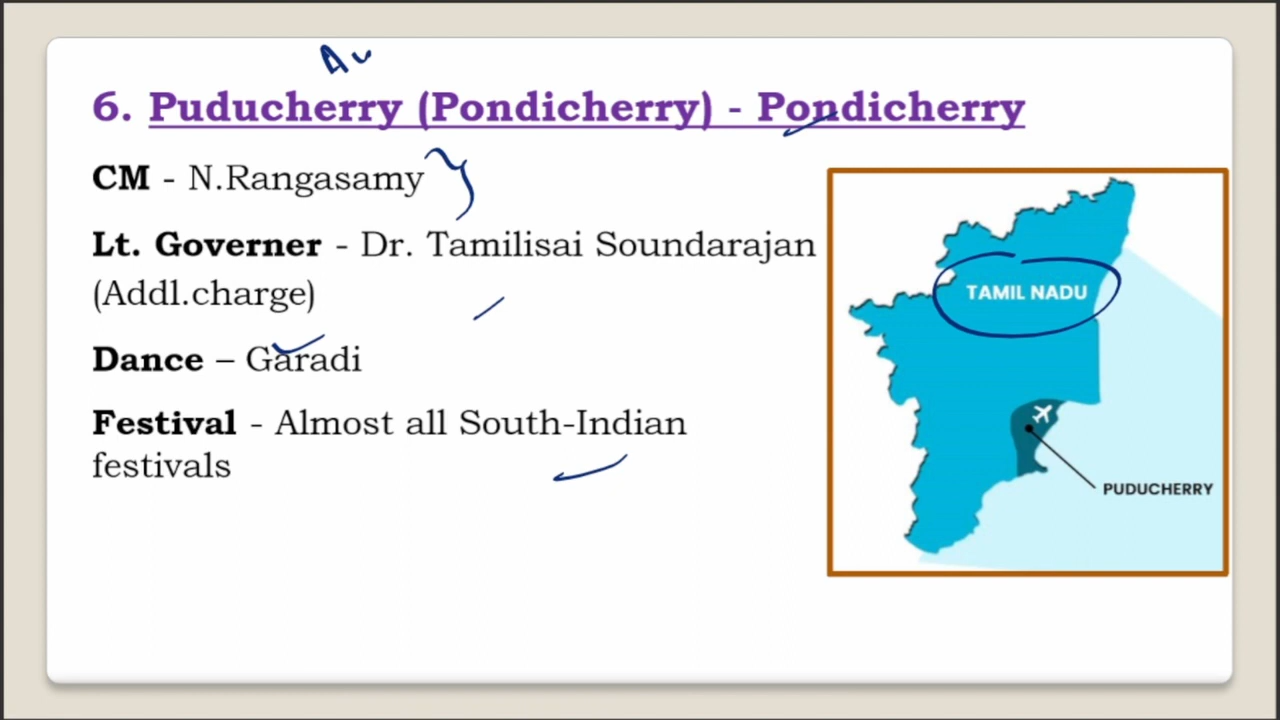 Au
6. Puducherry (Pondicherry) - Pondicherry
CM - N.Rangasamy
Lt. Governer - Dr. Tamilisai Soundarajan
(Addl.charge)
Dance – Garadi
Festival - Almost all South-Indian
festivals
TAMIL NADU
PUDUCHERRY